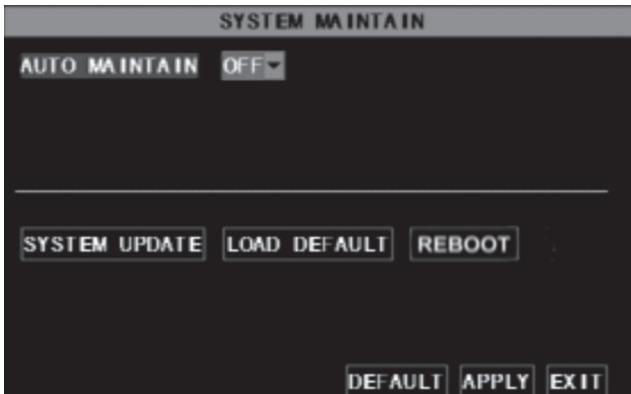 SYSTEM MAINTAIN
AUTO MAINTAIN OFF
SYSTEM UPDATE LOAD DEFAULT REBOOT
DEFAULT APPLY EXIT